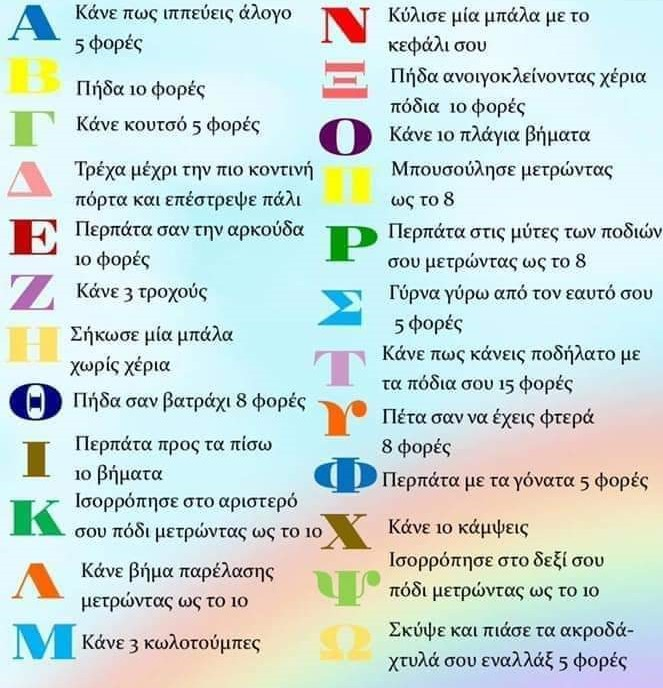 Α Κάνε πως ιππεύεις άλογο
5 φορές
Β Πήδα 10 φορές
Γ Κάνε κουτσό 5 φορές
Δ Τρέχα μέχρι την πιο κοντινή
πόρτα και επέστρεψε πάλι
Ε Περπάτα σαν την αρκούδα
10 φορές
Ζ Κάνε 3 τροχούς
Η Σήκωσε μία μπάλα
χωρίς χέρια
Θ Πήδα σαν βατράχι 8 φορές
Ι Περπάτα προς τα πίσω
10 βήματα
Κ Ισορρόπησε στο αριστερό
σου πόδι μετρώντας ως το 10
Λ Κάνε βήμα παρέλασης
μετρώντας ως το 10
Μ Κάνε 3 κωλοτούμπες
Ν Κύλισε μία μπάλα με το
κεφάλι σου
Ξ Πήδα ανοιγοκλείνοντας χέρια
πόδια 10 φορές
Ο Κάνε 10 πλάγια βήματα
Π Μπουσούλησε μετρώντας
ως το 8
Ρ Περπάτα στις μύτες των ποδιών
σου μετρώντας ως το 8
Σ Γύρνα γύρω από τον εαυτό σου
5 φορές
Τ Κάνε πως κάνεις ποδήλατο με
τα πόδια σου 15 φορές
Υ Πέτα σαν να έχεις φτερά
8 φορές
Φ Περπάτα με τα γόνατα 5 φορές
Χ Κάνε 10 κάμψεις
Ψ Ισορρόπησε στο δεξί σου
πόδι μετρώντας ως το 10
Ω Σκύψε και πιάσε τα ακροδά-
χτυλά σου εναλλάξ 5 φορές